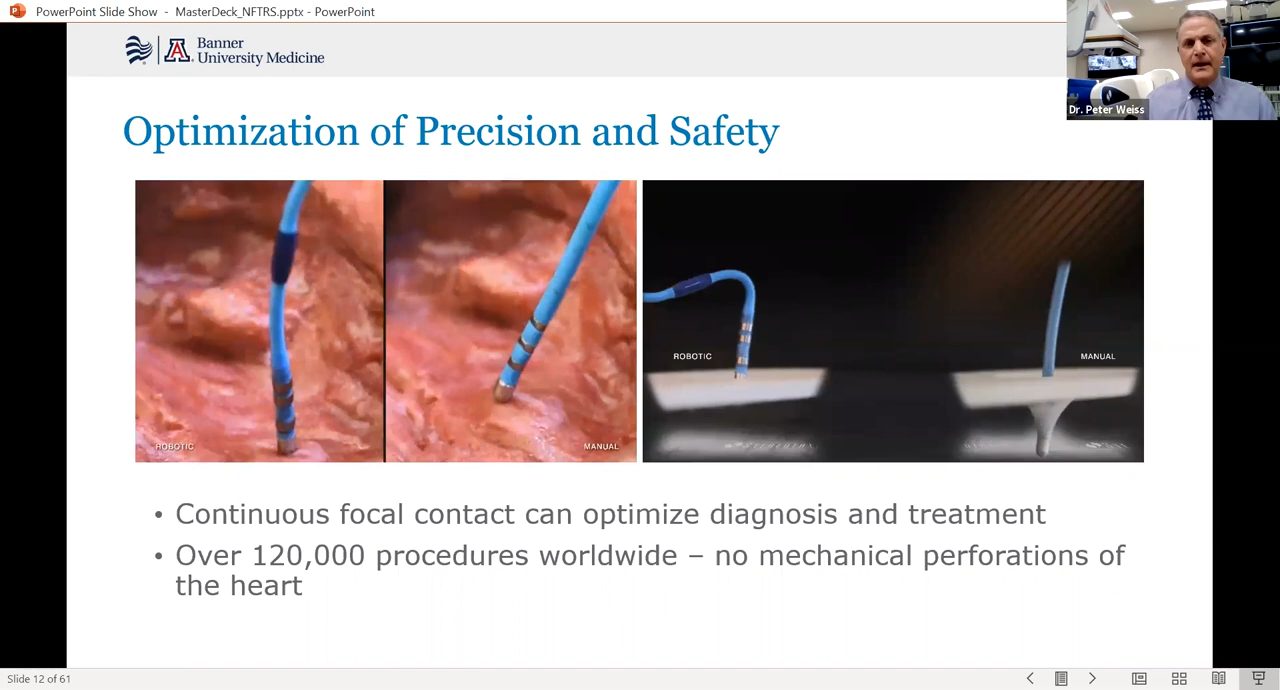 PowerPoint Slide Show - MasterDeck_NFTRS.pptx - PowerPoint
Banner
University Medicine
Dr. Peter Weiss
Optimization of Precision and Safety
ROBOTIC
MANUAL
ROBOTIC
MANUAL
• Continuous focal contact can optimize diagnosis and treatment
• Over 120,000 procedures worldwide – no mechanical perforations of
the heart
Slide 12 of 61